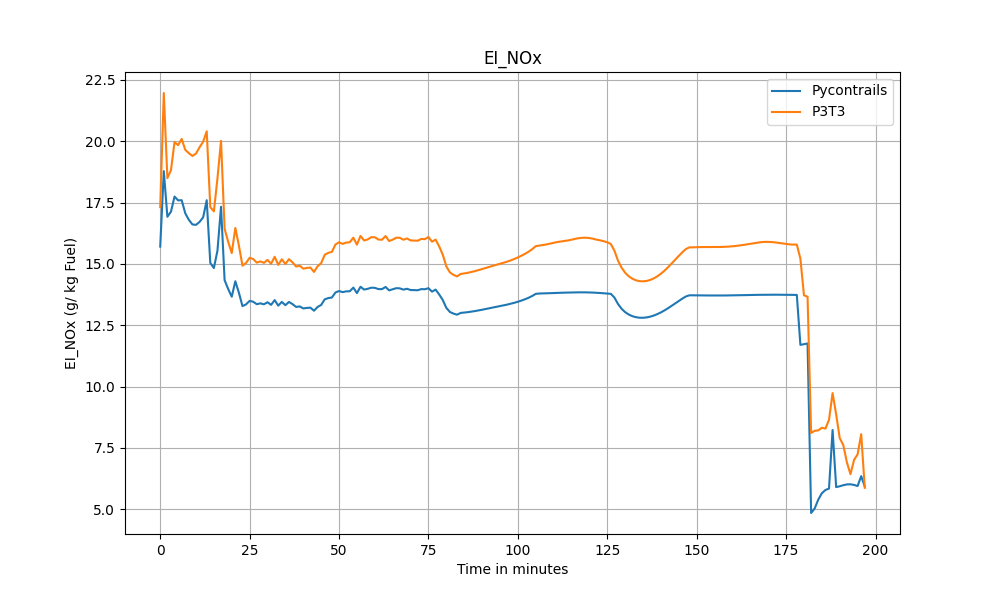 EI_NOx
Pycontrails
P3T3
EI_NOx (g/ kg Fuel)
22.5
20.0
17.5
15.0
12.5
10.0
7.5
5.0
0 25 50 75 100 125 150 175 200
Time in minutes